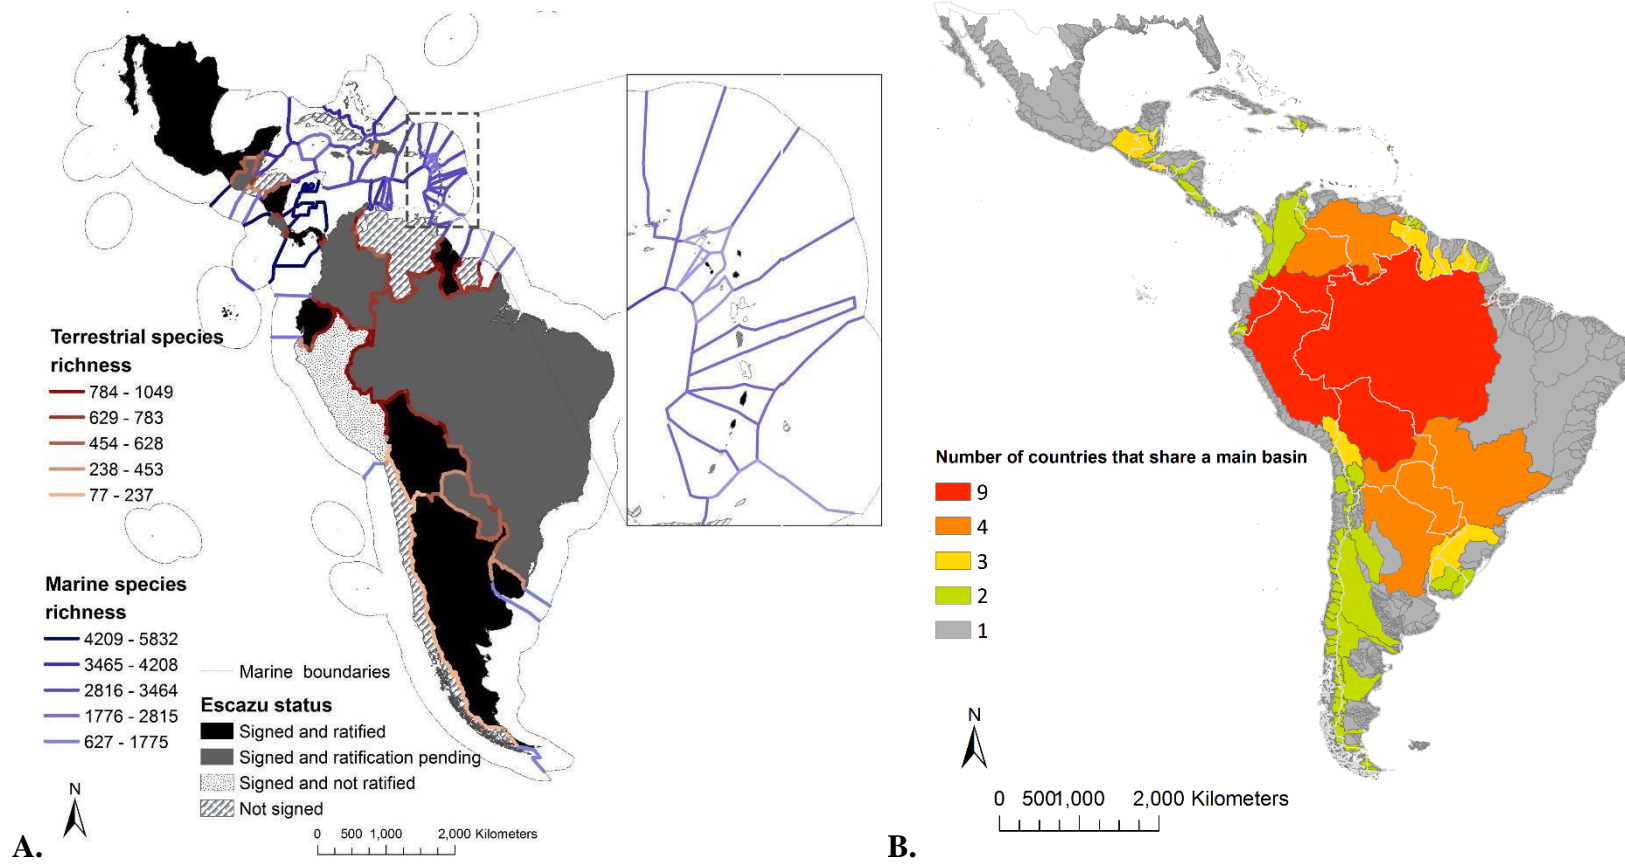 Terrestrial species
richness
784 - 1049
629 - 783
454 - 628
238 - 453
77 - 237
Marine species
richness
4209 - 5832
3465 - 4208
2816 - 3464
1776 - 2815
627 - 1775
Marine boundaries
Escazu status
Signed and ratified
Signed and ratification pending
Signed and not ratified
Not signed
N
0 500 1,000 2,000 Kilometers
A.
Number of countries that share a main basin
9
4
3
2
1
N
0 5001,000 2,000 Kilometers
B.